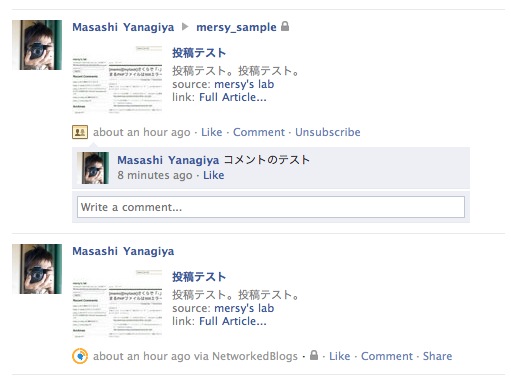 Masashi Yanagiya ▶ mersy_sample
投稿テスト
投稿テスト。投稿テスト。
source: mersy's lab
link: Full Article...
about an hour ago · Like · Comment · Unsubscribe
Masashi Yanagiya コメントのテスト
8 minutes ago · Like
Write a comment...
Masashi Yanagiya
投稿テスト
投稿テスト。投稿テスト。
source: mersy's lab
link: Full Article...
about an hour ago via NetworkedBlogs · Like · Comment · Share